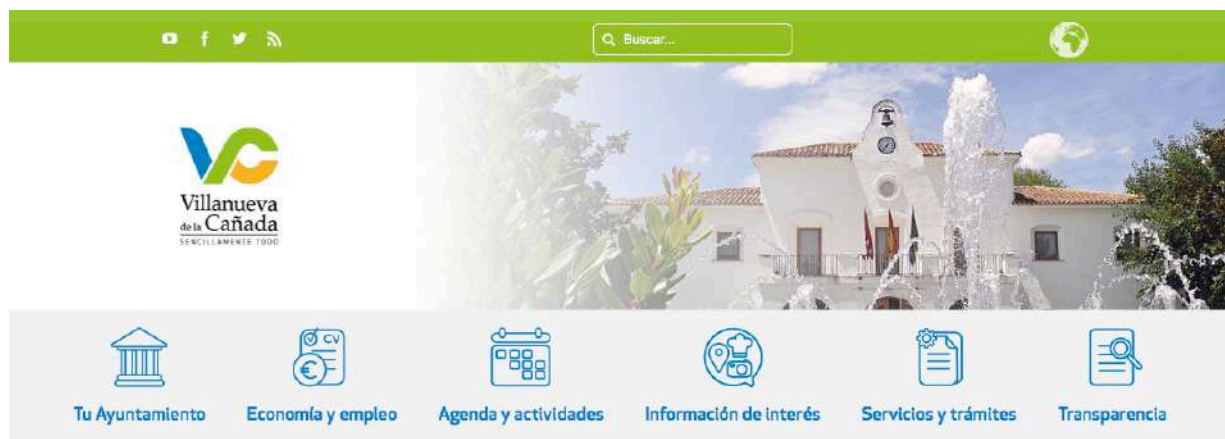 Buscar...
Villanueva
de la Cañada
SENCILLAMENTE TODO
CV
Tu Ayuntamiento
Economía y empleo
Agenda y actividades
Información de interés
Servicios y trámites
Transparencia